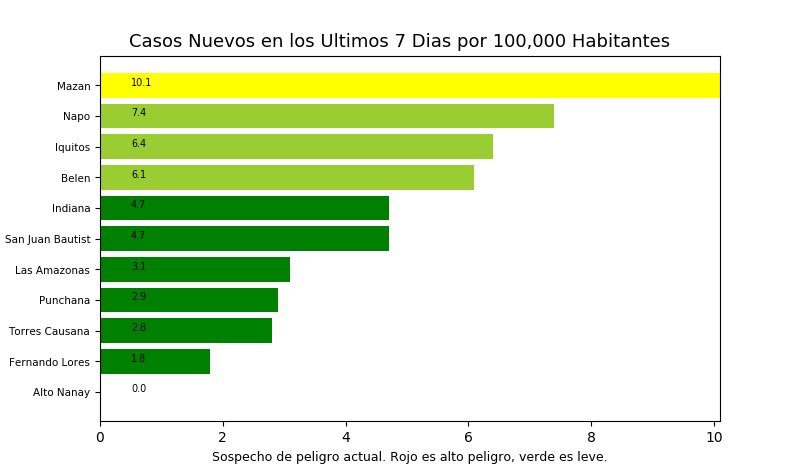 Casos Nuevos en los Ultimos 7 Dias por 100,000 Habitantes
Mazan 10.1
Napo 7.4
Iquitos 6.4
Belen 6.1
Indiana 4.7
San Juan Bautist 4.7
Las Amazonas 3.1
Punchana 2.9
Torres Causana 2.8
Fernando Lores 1.8
Alto Nanay 0.0
0 2 4 6 8 10
Sospecho de peligro actual. Rojo es alto peligro, verde es leve.